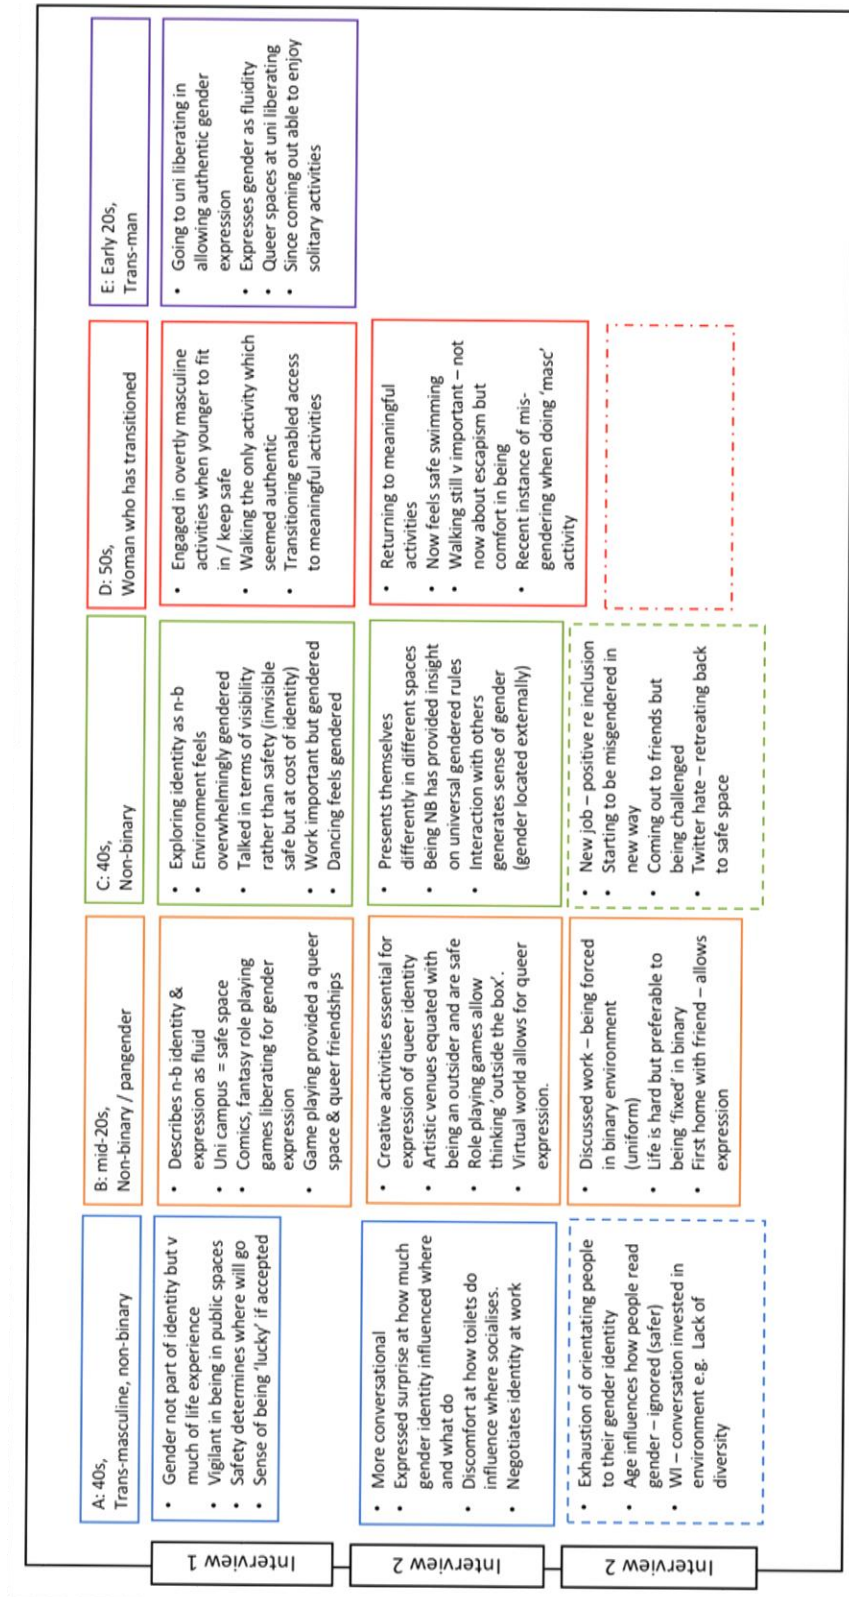 A: 40s,
Trans-masculine, non-binary
B: mid-20s,
Non-binary / pangender
C: 40s,
Non-binary
D: 50s,
Woman who has transitioned
E: Early 20s,
Trans-man
Interview 1
• Gender not part of identity but v
much of life experience
• Vigilant in being in public spaces
• Safety determines where will go
• Sense of being ‘lucky’ if accepted
• Describes n-b identity &
expression as fluid
• Uni campus = safe space
• Comics, fantasy role playing
games liberating for gender
expression
• Game playing provided a queer
space & queer friendships
• Exploring identity as n-b
• Environment feels
overwhelmingly gendered
• Talked in terms of visibility
rather than safety (invisible
safe but at cost of identity)
• Work important but gendered
• Dancing feels gendered
• Engaged in overtly masculine
activities when younger to fit
in / keep safe
• Walking the only activity which
seemed authentic
• Transitioning enabled access
to meaningful activities
• Going to uni liberating in
allowing authentic gender
expression
• Expresses gender as fluidity
• Queer spaces at uni liberating
• Since coming out able to enjoy
solitary activities
Interview 2
• More conversational
• Expressed surprise at how much
gender identity influenced where
and what do
• Discomfort at how toilets do
influence where socialises.
• Negotiates identity at work
• Creative activities essential for
expression of queer identity
• Artistic venues equated with
being an outsider and are safe
• Role playing games allow
thinking ‘outside the box’.
• Virtual world allows for queer
expression.
• Presents themselves
differently in different spaces
• Being NB has provided insight
on universal gendered rules
• Interaction with others
generates sense of gender
(gender located externally)
• Returning to meaningful
activities
• Now feels safe swimming
• Walking still v important – not
now about escapism but
comfort in being
• Recent instance of mis-
gendering when doing ‘masc’
activity
Interview 2
• Exhaustion of orientating people
to their gender identity
• Age influences how people read
gender – ignored (safer)
• WI – conversation invested in
environment e.g. Lack of
diversity
• Discussed work – being forced
in binary environment
(uniform)
• Life is hard but preferable to
being ‘fixed’ in binary
• First home with friend – allows
expression
• New job – positive re inclusion
• Starting to be misgendered in
new way
• Coming out to friends but
being challenged
• Twitter hate – retreating back
to safe space